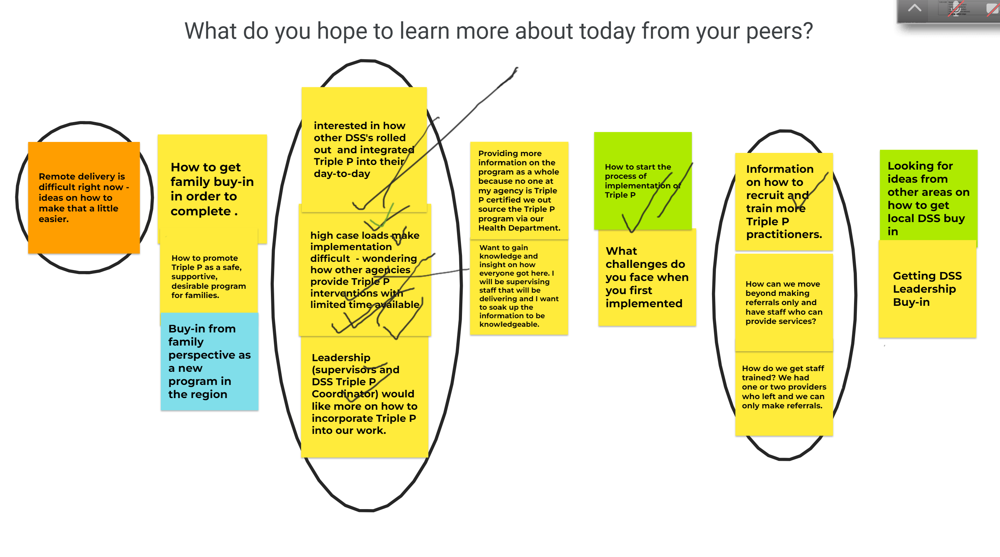 What do you hope to learn more about today from your peers?
Remote delivery is
difficult right now -
ideas on how to
make that a little
easier.
How to get
family buy-in
in order to
complete .
How to promote
Triple P as a safe,
supportive,
desirable program
for families.
Buy-in from
family
perspective as
a new
program in
the region
interested in how
other DSS's rolled
out and integrated
Triple P into their
day-to-day
high case loads make
implementation
difficult - wondering
how other agencies
provide Triple P
interventions with
limited time available
Leadership
(supervisors and
DSS Triple P
Coordinator) would
like more on how to
incorporate Triple P
into our work.
Providing more
information on the
program as a whole
because no one at
my agency is Triple
P certified we out
source the Triple P
program via our
Health Department.
Want to gain
knowledge and
insight on how
everyone got here. I
will be supervising
staff that will be
delivering and I want
to soak up the
information to be
knowledgeable.
How to start the
process of
implementation of
Triple P
What
challenges do
you face when
you first
implemented
Information
on how to
recruit and
train more
Triple P
practitioners.
How can we move
beyond making
referrals only and
have staff who can
provide services?
How do we get staff
trained? We had
one or two providers
who left and we can
only make referrals.
Looking for
ideas from
other areas on
how to get
local DSS buy
in
Getting DSS
Leadership
Buy-in